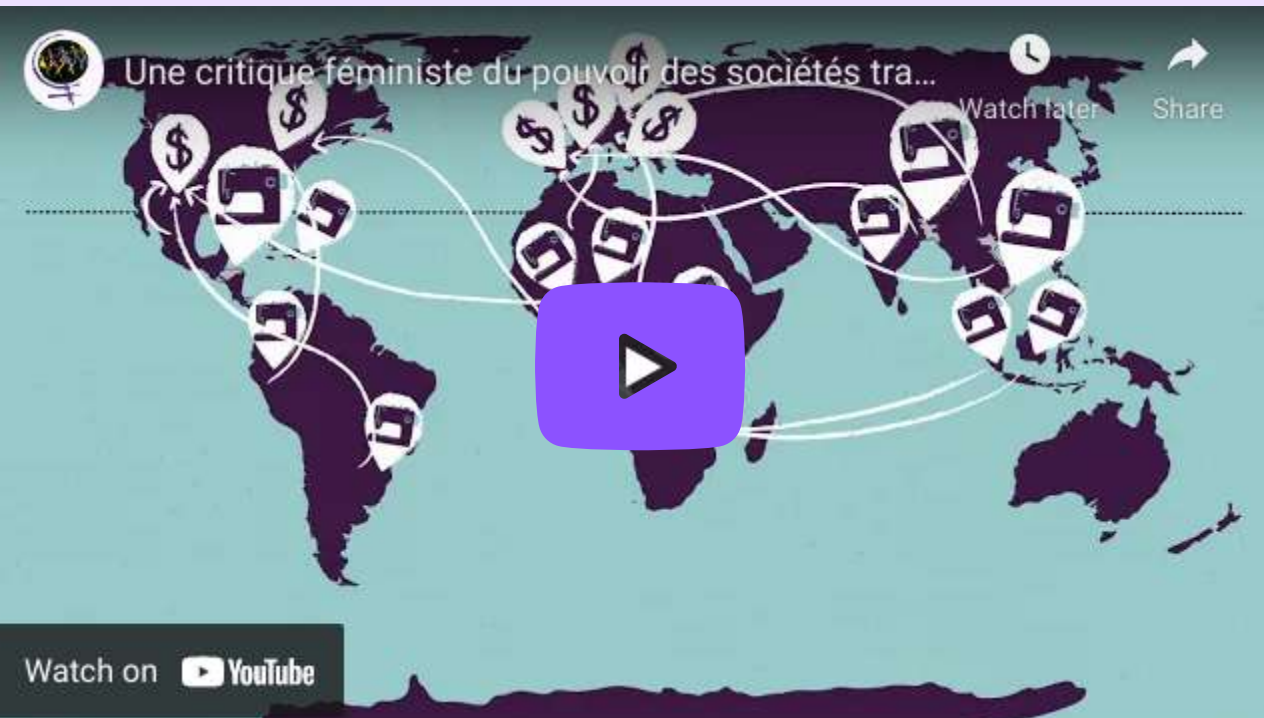 Une critique féministe du pouvoir des sociétés tra...
Watch later
Share
Watch on YouTube